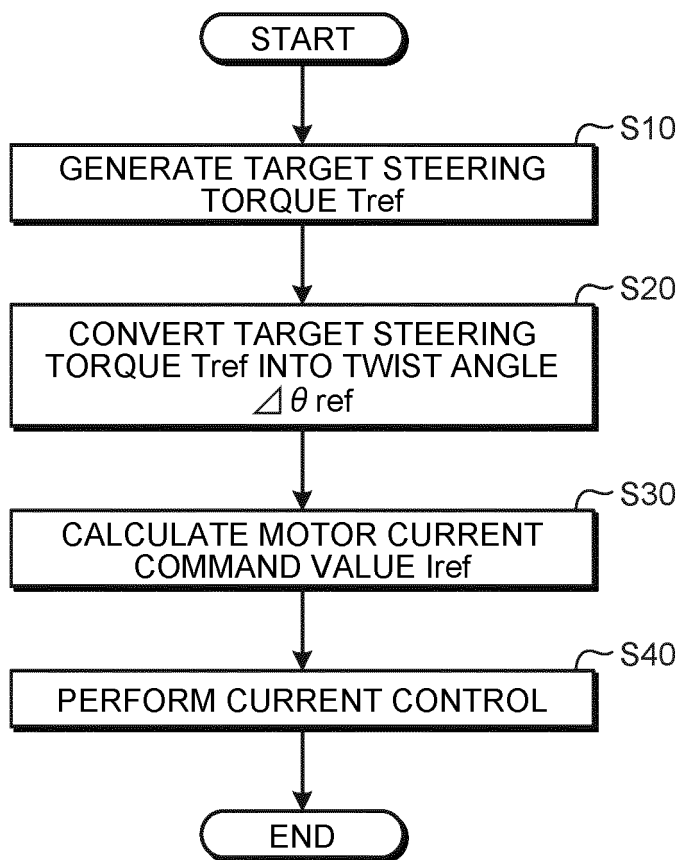 START
S10
GENERATE TARGET STEERING
TORQUE Tref
S20
CONVERT TARGET STEERING
TORQUE Tref INTO TWIST ANGLE
⊿θref
S30
CALCULATE MOTOR CURRENT
COMMAND VALUE Iref
S40
PERFORM CURRENT CONTROL
END